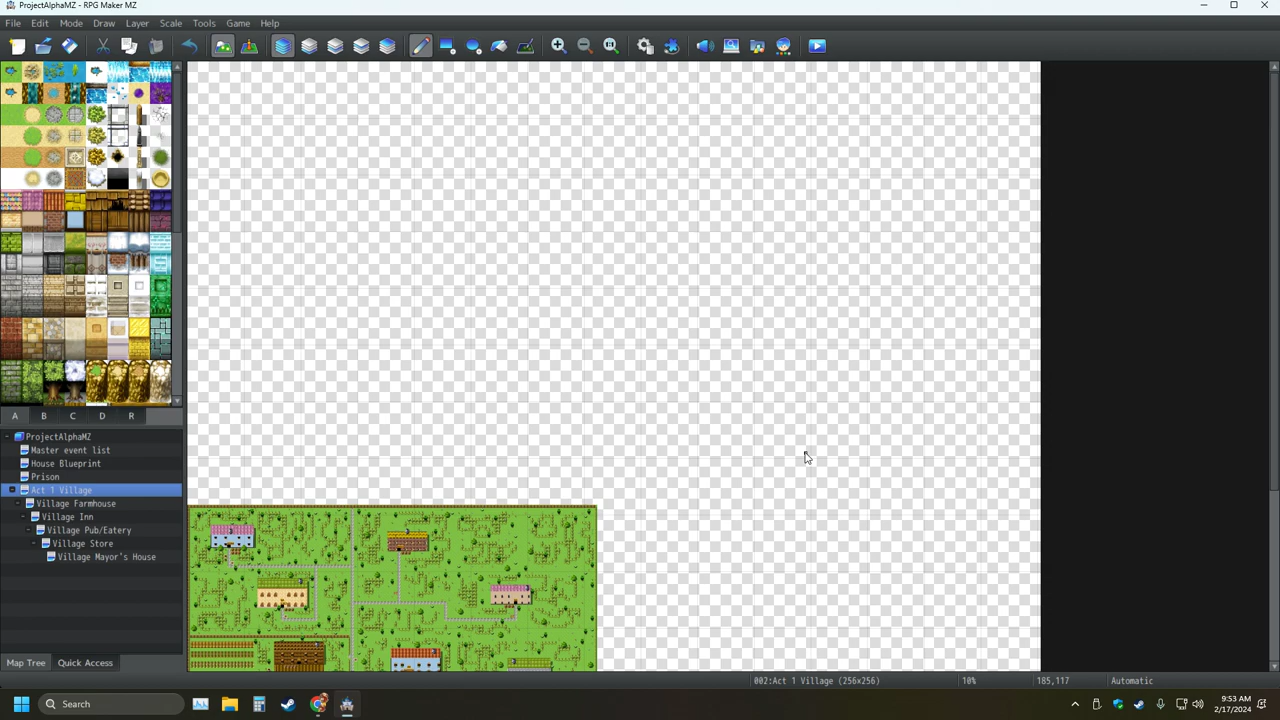 ProjectAlphaMZ - RPG Maker MZ
File Edit Mode Draw Layer Scale Tools Game Help
A B C D R
ProjectAlphaMZ
Master event list
House Blueprint
Prison
Act 1 Village
Village Farmhouse
Village Inn
Village Pub/Eatery
Village Store
Village Mayor's House
Map Tree Quick Access
002:Act 1 Village (256x256) 10% 185,117 Automatic
Search
9:53 AM
2/17/2024